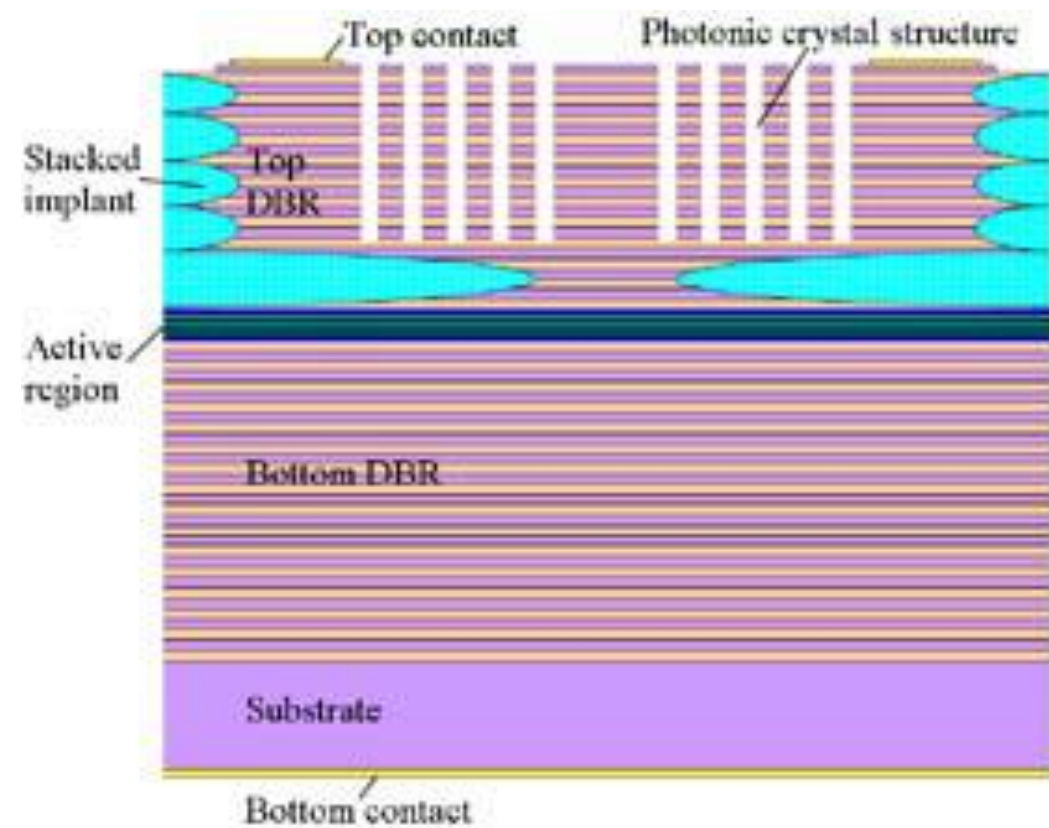 Top contact
Photonic crystal structure
Stacked
implant
Top
DBR
Active
region
Bottom DBR
Substrate
Bottom contact